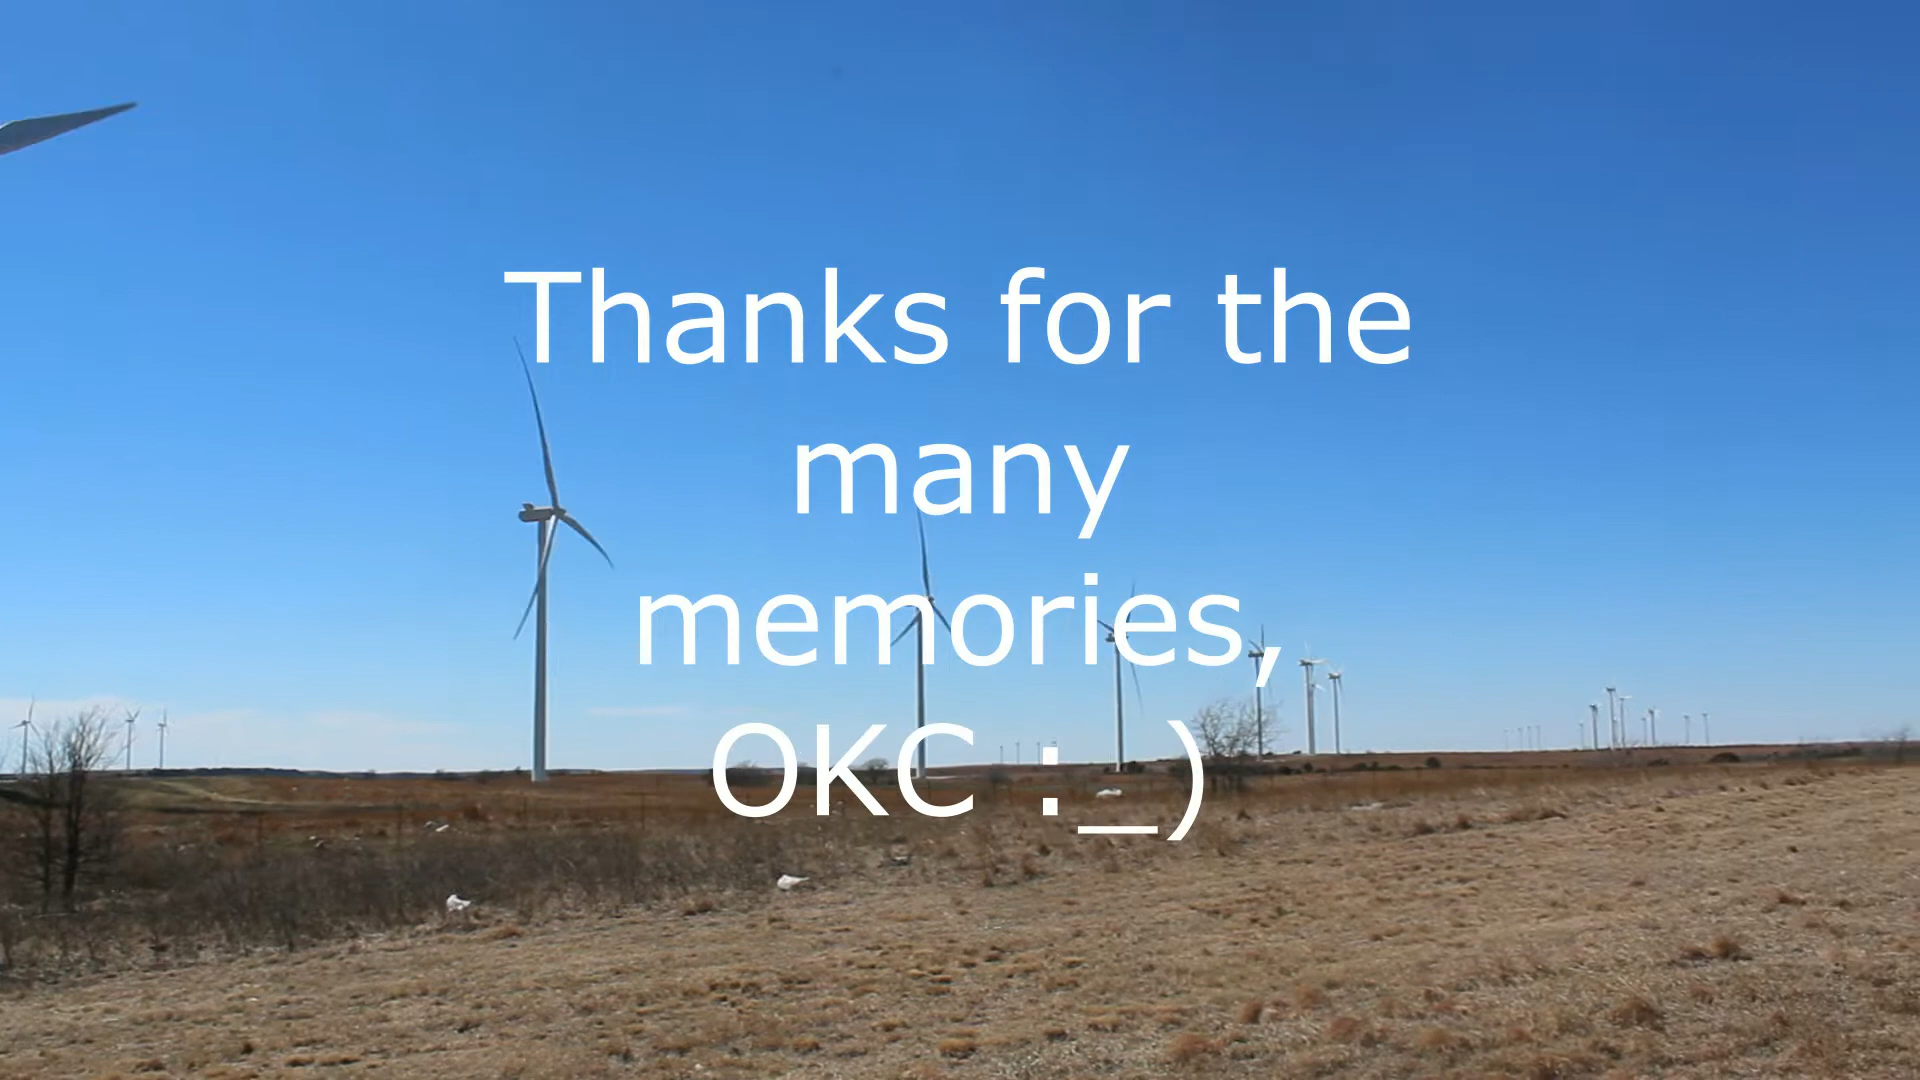 Thanks for the
many
memories,
OKC :_)